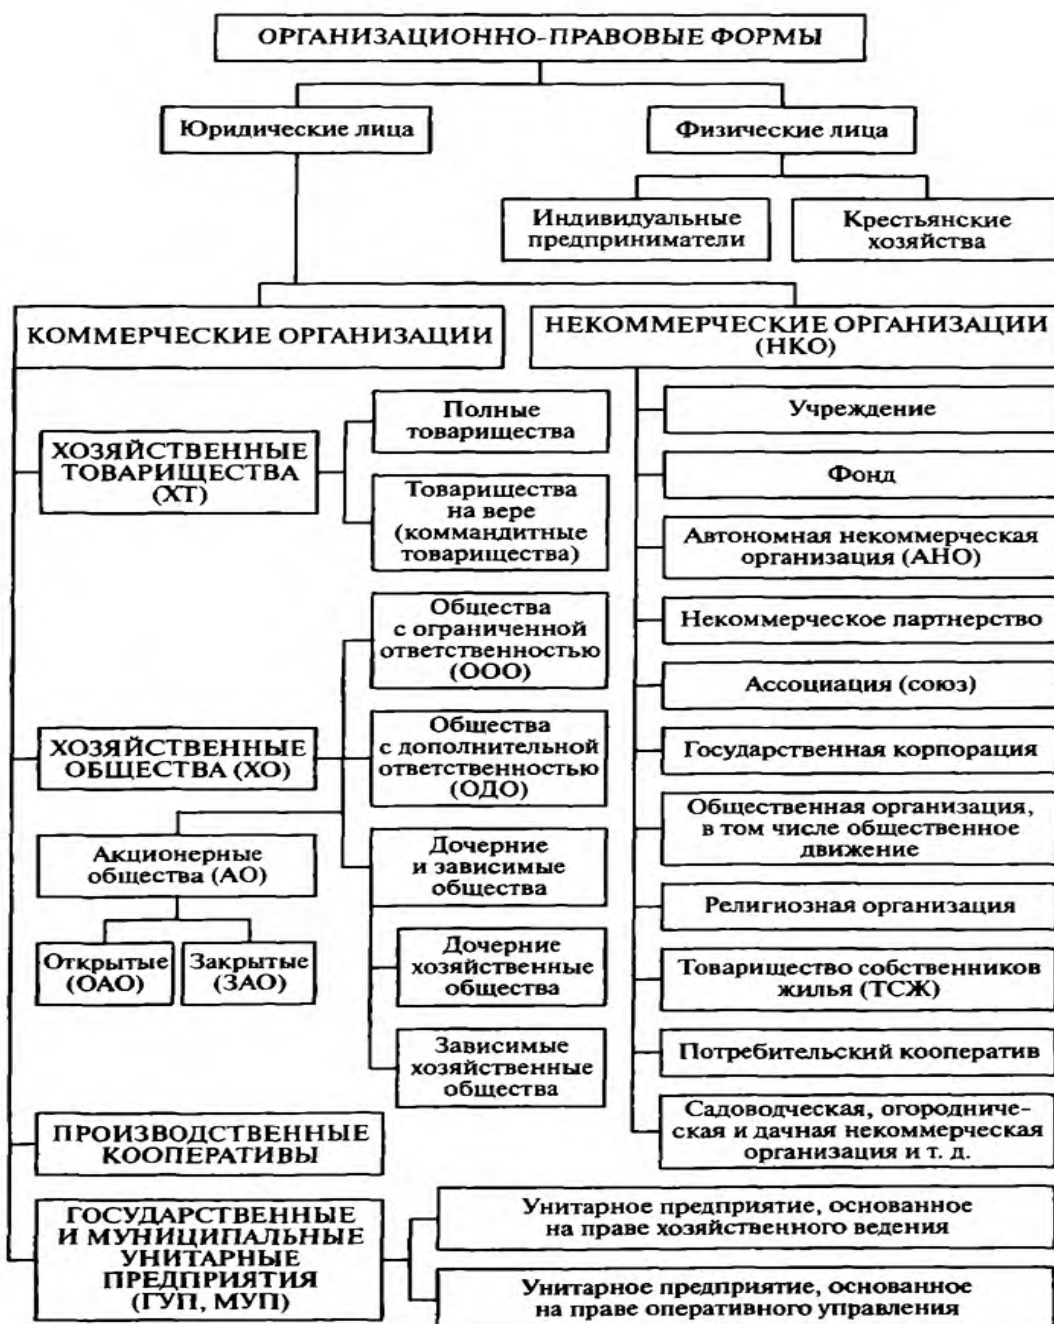 ОРГАНИЗАЦИОННО-ПРАВОВЫЕ ФОРМЫ
Юридические лица
Физические лица
Индивидуальные
предприниматели
Крестьянские
хозяйства
КОММЕРЧЕСКИЕ ОРГАНИЗАЦИИ
НЕКОММЕРЧЕСКИЕ ОРГАНИЗАЦИИ
(НКО)
ХОЗЯЙСТВЕННЫЕ
ТОВАРИЩЕСТВА
(ХТ)
Полные
товарищества
Товарищества
на вере
(коммандитные
товарищества)
ХОЗЯЙСТВЕННЫЕ
ОБЩЕСТВА (ХО)
Общества
с ограниченной
ответственностью
(ООО)
Общества
с дополнительной
ответственностью
(ОДО)
Акционерные
общества (АО)
Открытые
(ОАО)
Закрытые
(ЗАО)
Дочерние
и зависимые
общества
Дочерние
хозяйственные
общества
Зависимые
хозяйственные
общества
ПРОИЗВОДСТВЕННЫЕ
КООПЕРАТИВЫ
ГОСУДАРСТВЕННЫЕ
И МУНИЦИПАЛЬНЫЕ
УНИТАРНЫЕ
ПРЕДПРИЯТИЯ
(ГУП, МУП)
Унитарное предприятие, основанное
на праве хозяйственного ведения
Унитарное предприятие, основанное
на праве оперативного управления
Учреждение
Фонд
Автономная некоммерческая
организация (АНО)
Некоммерческое партнерство
Ассоциация (союз)
Государственная корпорация
Общественная организация,
в том числе общественное
движение
Религиозная организация
Товарищество собственников
жилья (ТСЖ)
Потребительский кооператив
Садоводческая, огородниче-
ская и дачная некоммерческая
организация и т. д.